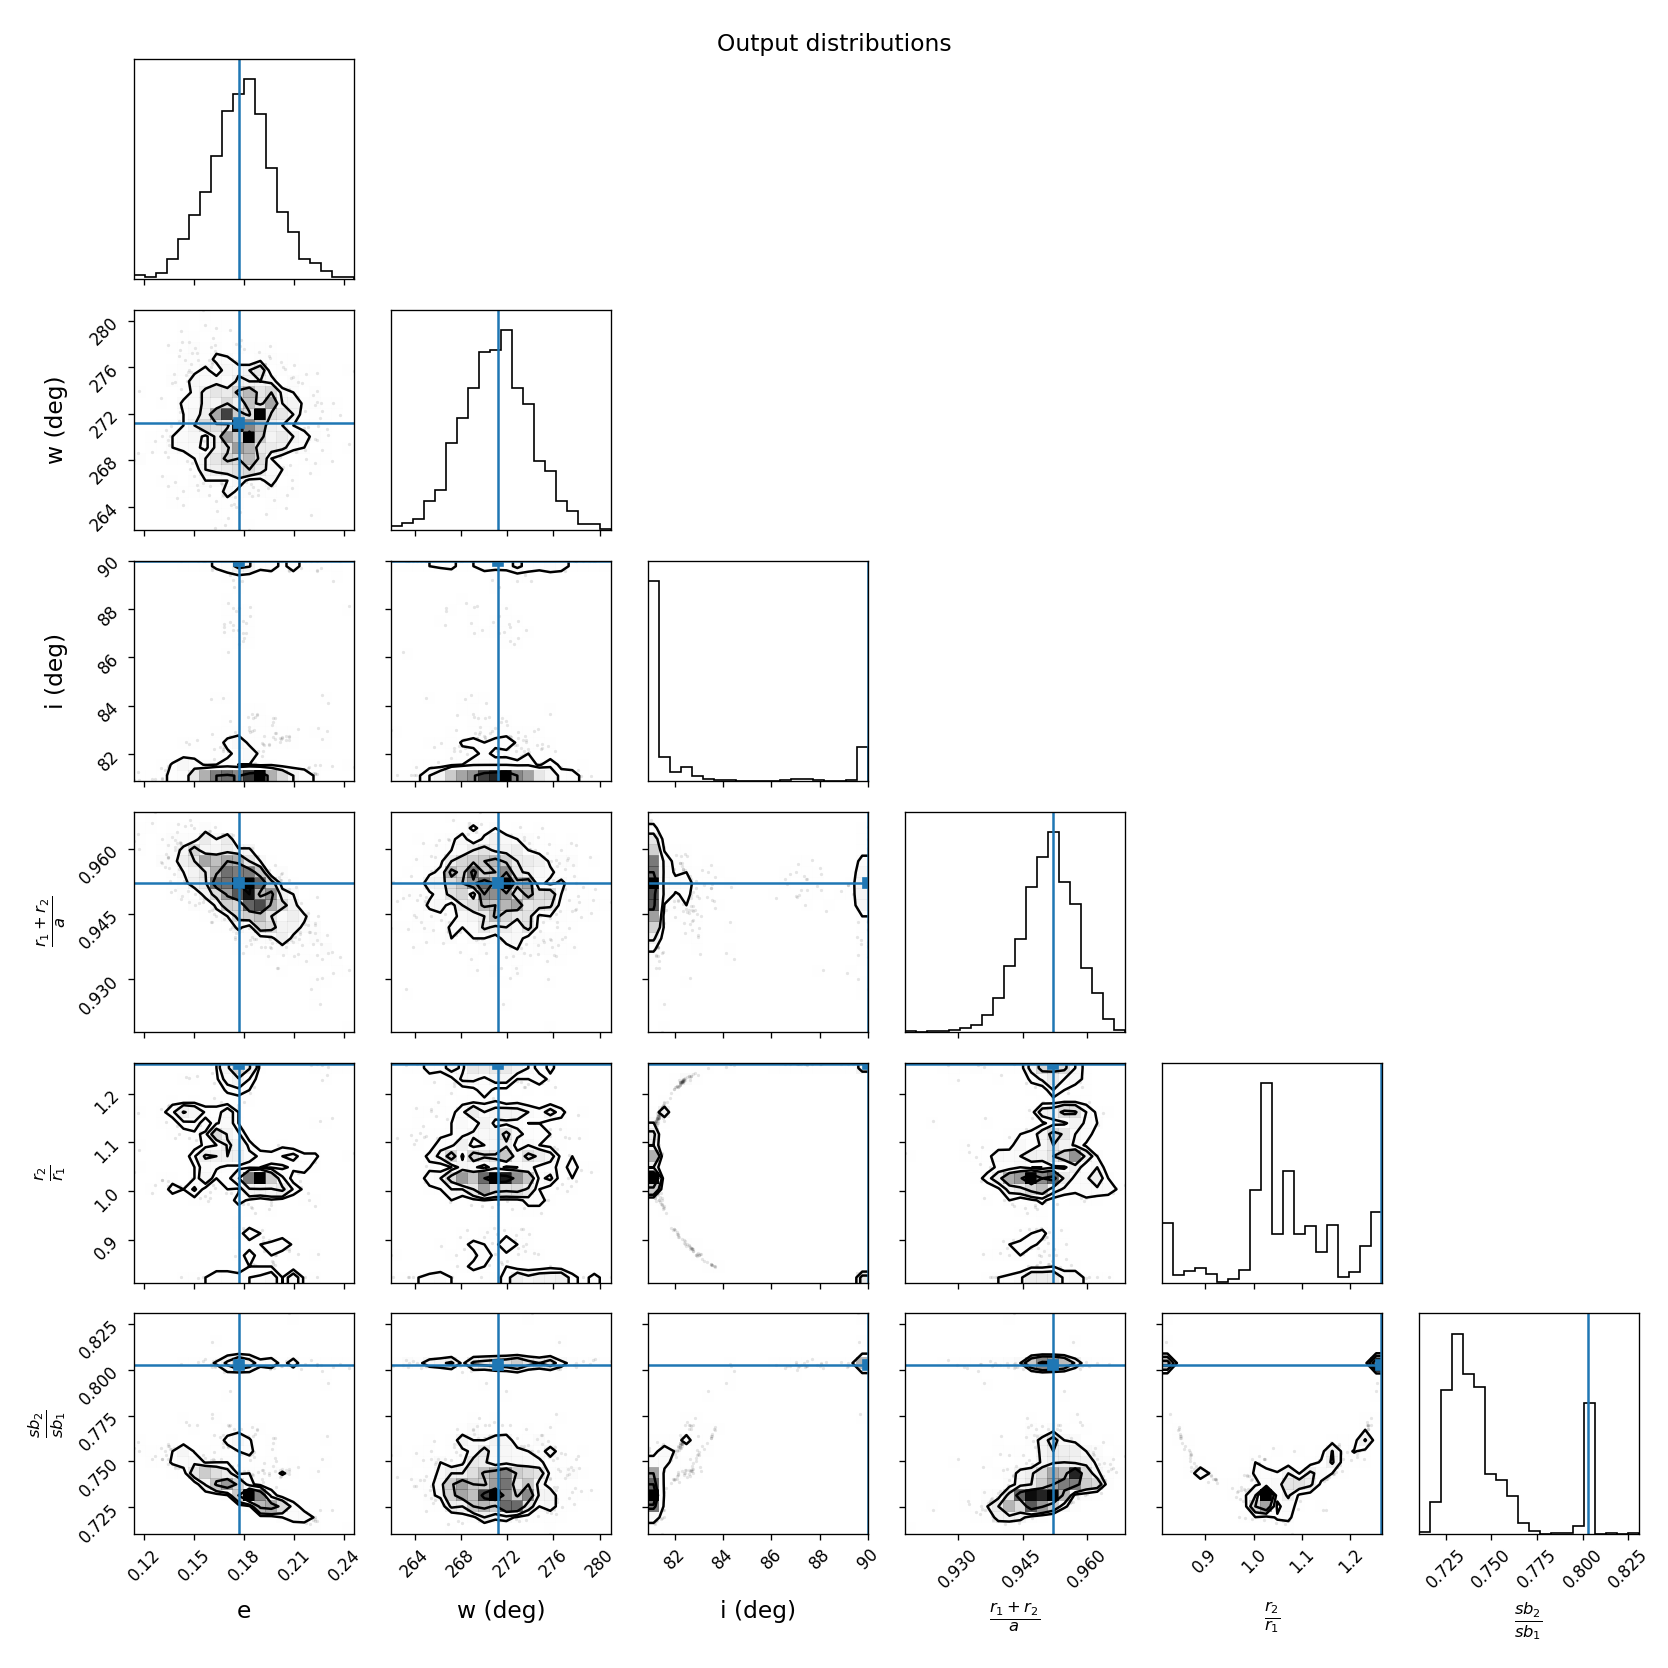 Output distributions
280
276
272
268
264
w (deg)
90
88
86
84
82
i (deg)
0.960
0.945
0.930
r₁ + r₂
a
1.2
1.1
1.0
0.9
r₂
r₁
0.825
0.800
0.775
0.750
0.725
sb₂
sb₁
0.12 0.15 0.18 0.21 0.24
264 268 272 276 280
82 84 86 88 90
0.930 0.945 0.960
0.9 1.0 1.1 1.2
0.725 0.750 0.775 0.800 0.825
e
w (deg)
i (deg)
r₁ + r₂
a
r₂
r₁
sb₂
sb₁